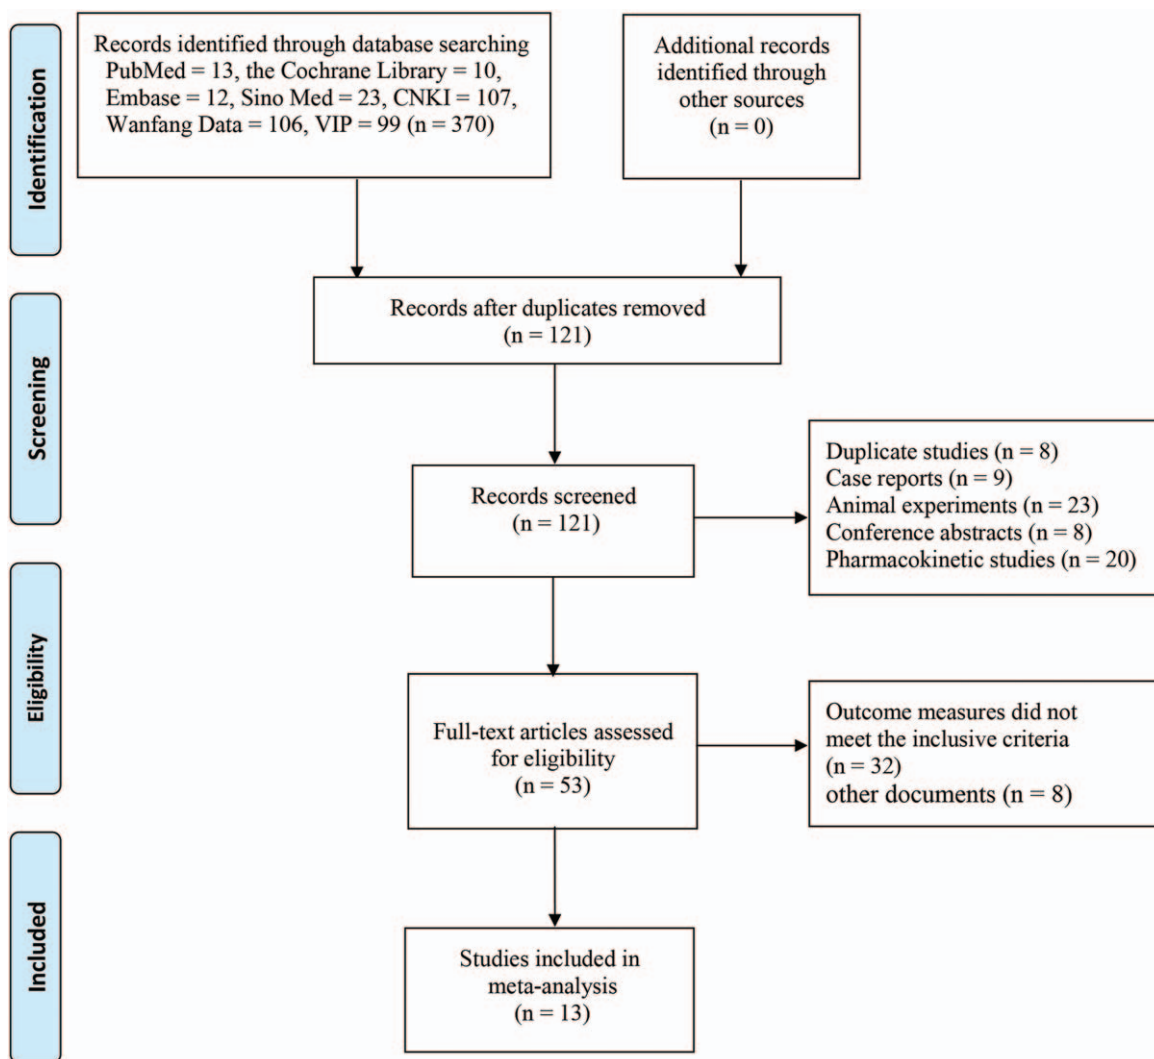 Identification
Records identified through database searching
PubMed = 13, the Cochrane Library = 10,
Embase = 12, Sino Med = 23, CNKI = 107,
Wanfang Data = 106, VIP = 99 (n = 370)
Additional records
identified through
other sources
(n = 0)
Screening
Records after duplicates removed
(n = 121)
Records screened
(n = 121)
Duplicate studies (n = 8)
Case reports (n = 9)
Animal experiments (n = 23)
Conference abstracts (n = 8)
Pharmacokinetic studies (n = 20)
Eligibility
Full-text articles assessed
for eligibility
(n = 53)
Outcome measures did not
meet the inclusive criteria
(n = 32)
other documents (n = 8)
Included
Studies included in
meta-analysis
(n = 13)